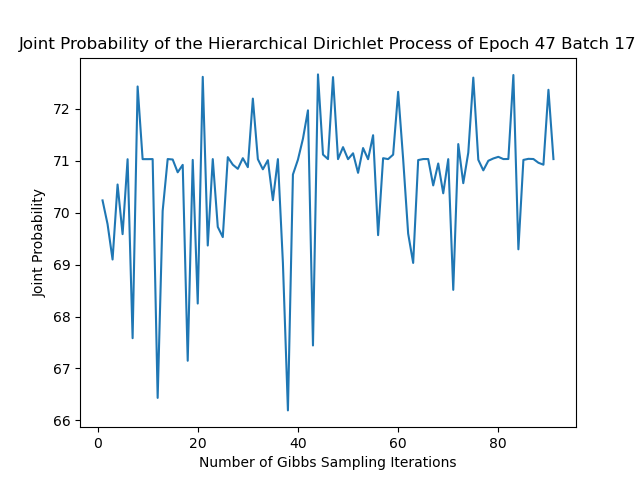 Joint Probability of the Hierarchical Dirichlet Process of Epoch 47 Batch 17
Joint Probability
72
71
70
69
68
67
66
0 20 40 60 80
Number of Gibbs Sampling Iterations